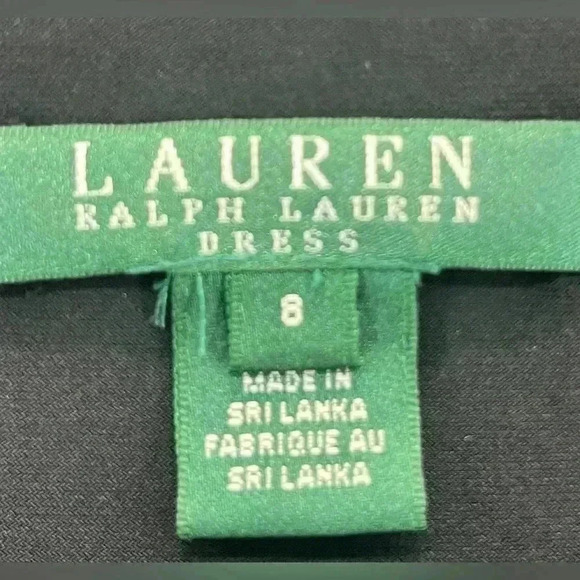 LAUREN
RALPH LAUREN
DRESS
8
MADE IN
SRI LANKA
FABRIQUE AU
SRI LANKA